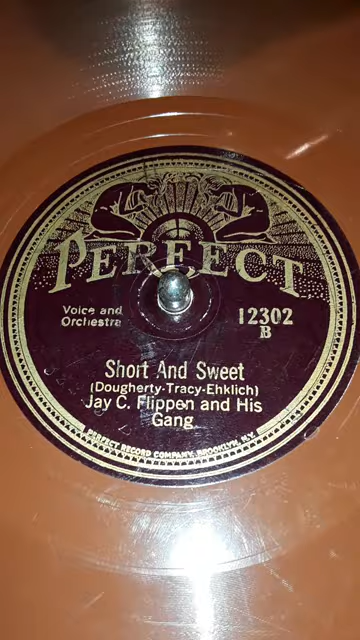 PERFECT
Voice and
Orchestra
12302
B
Short And Sweet
(Dougherty-Tracy-Ehklich)
Jay C. Flippen and His
Gang
PERFECT RECORD COMPANY, BROOKLYN, N.Y.